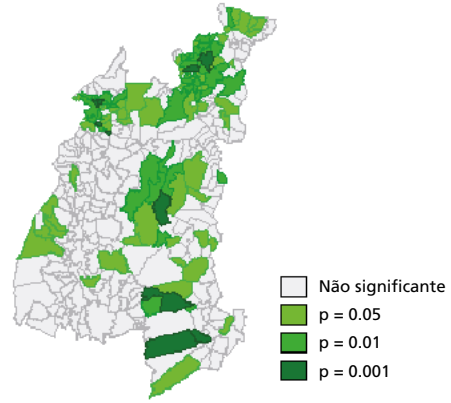 Não significante
p = 0.05
p = 0.01
p = 0.001